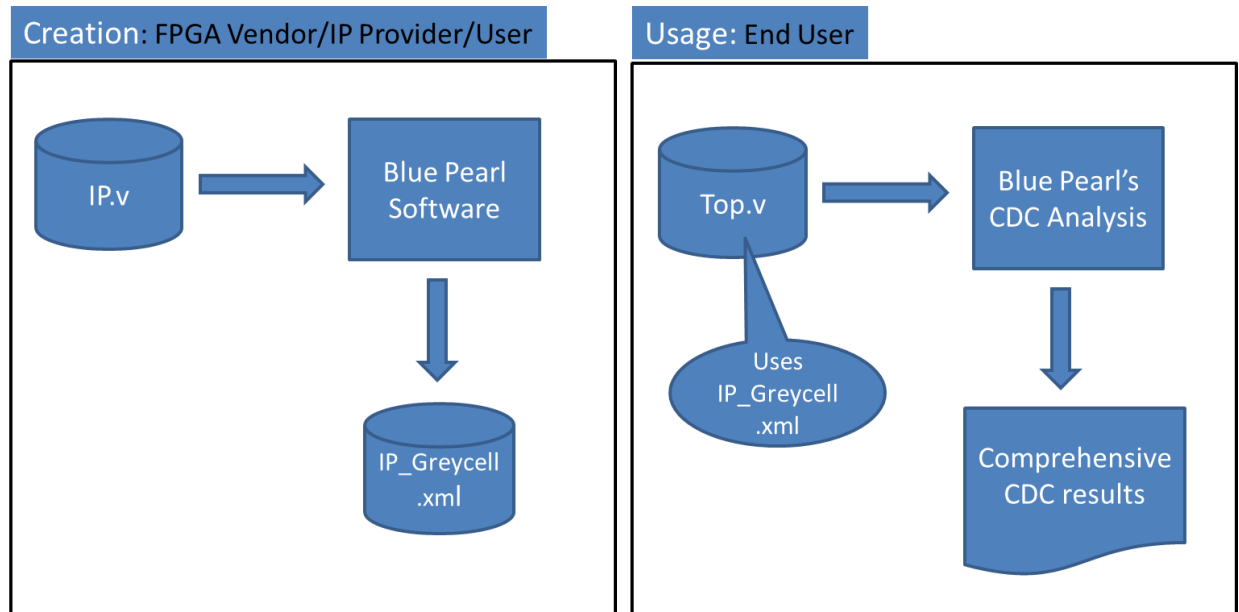 Creation: FPGA Vendor/IP Provider/User
IP.v
Blue Pearl
Software
IP_Greycell
.xml
Usage: End User
Top.v
Blue Pearl’s
CDC Analysis
Uses
IP_Greycell
.xml
Comprehensive
CDC results